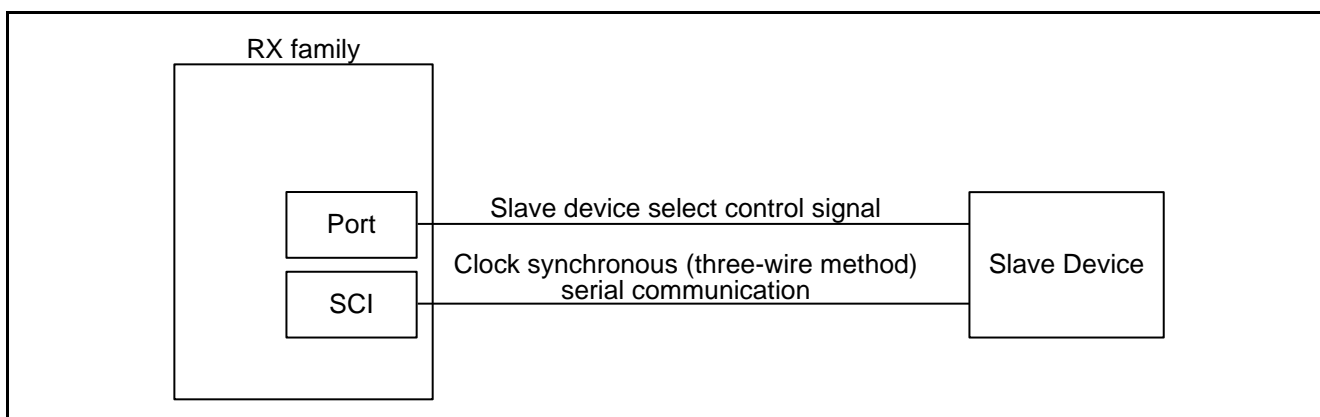 RX family
Port
Slave device select control signal
Clock synchronous (three-wire method)
serial communication
SCI
Slave Device